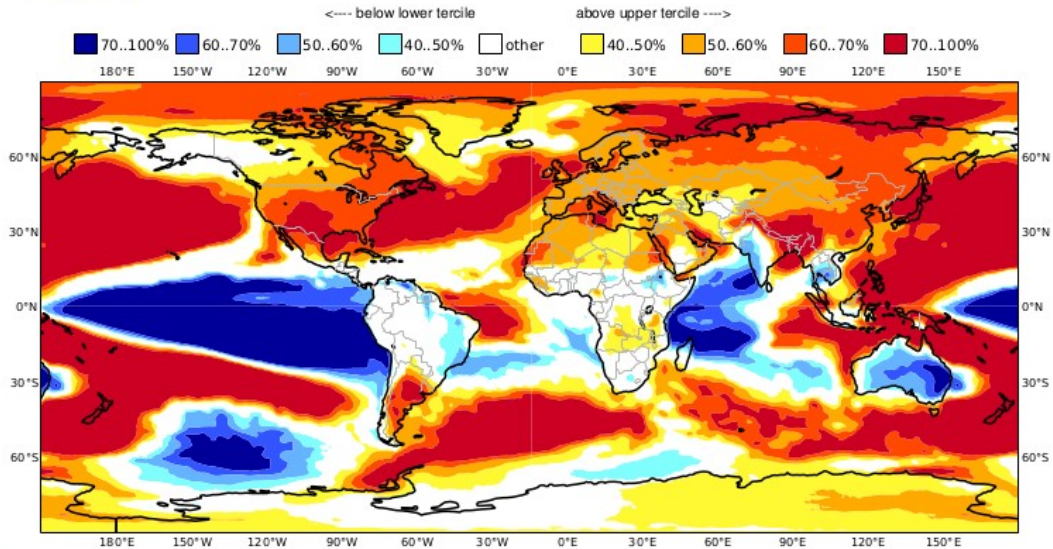 <---- below lower tercile above upper tercile ---->
70..100% 60..70% 50..60% 40..50% other 40..50% 50..60% 60..70% 70..100%
180°E 150°W 120°W 90°W 60°W 30°W 0°E 30°E 60°E 90°E 120°E 150°E
60°N 60°N
30°N 30°N
0°N 0°N
30°S 30°S
60°S 60°S
180°E 150°W 120°W 90°W 60°W 30°W 0°E 30°E 60°E 90°E 120°E 150°E